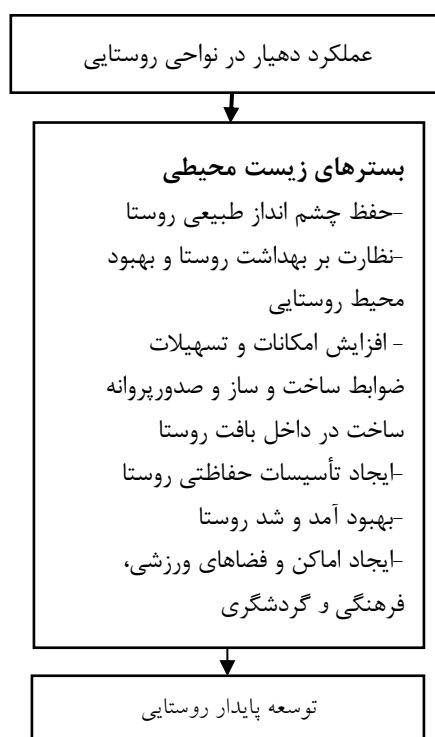 عملکرد دهیار در نواحی روستایی
بسترهای زیست محیطی
-حفظ چشم انداز طبیعی روستا
-نظارت بر بهداشت روستا و بهبود
محیط روستایی
- افزایش امکانات و تسهیلات
ضوابط ساخت و ساز و صدورپروانه
ساخت در داخل بافت روستا
-ایجاد تأسیسات حفاظتی روستا
-بهبود آمد و شد روستا
-ایجاد اماکن و فضاهای ورزشی،
فرهنگی و گردشگری
توسعه پایدار روستایی